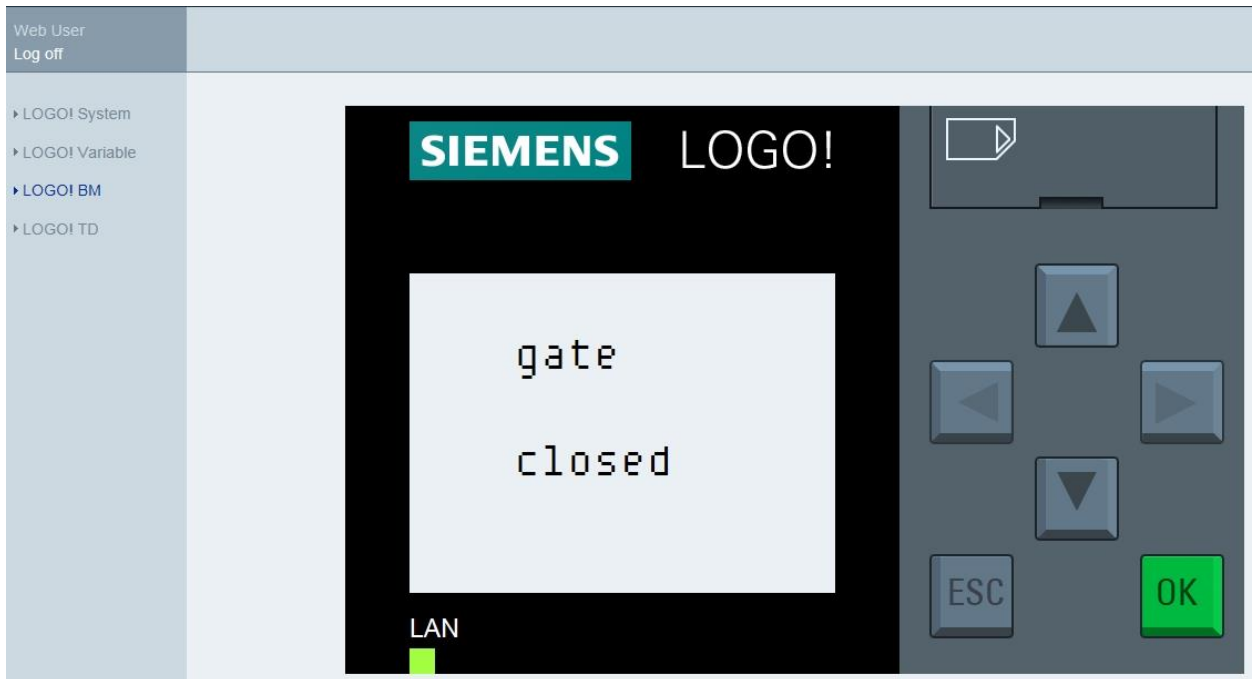 Web User
Log off
LOGO! System
LOGO! Variable
LOGO! BM
LOGO! TD
SIEMENS LOGO!
gate
closed
LAN
ESC OK